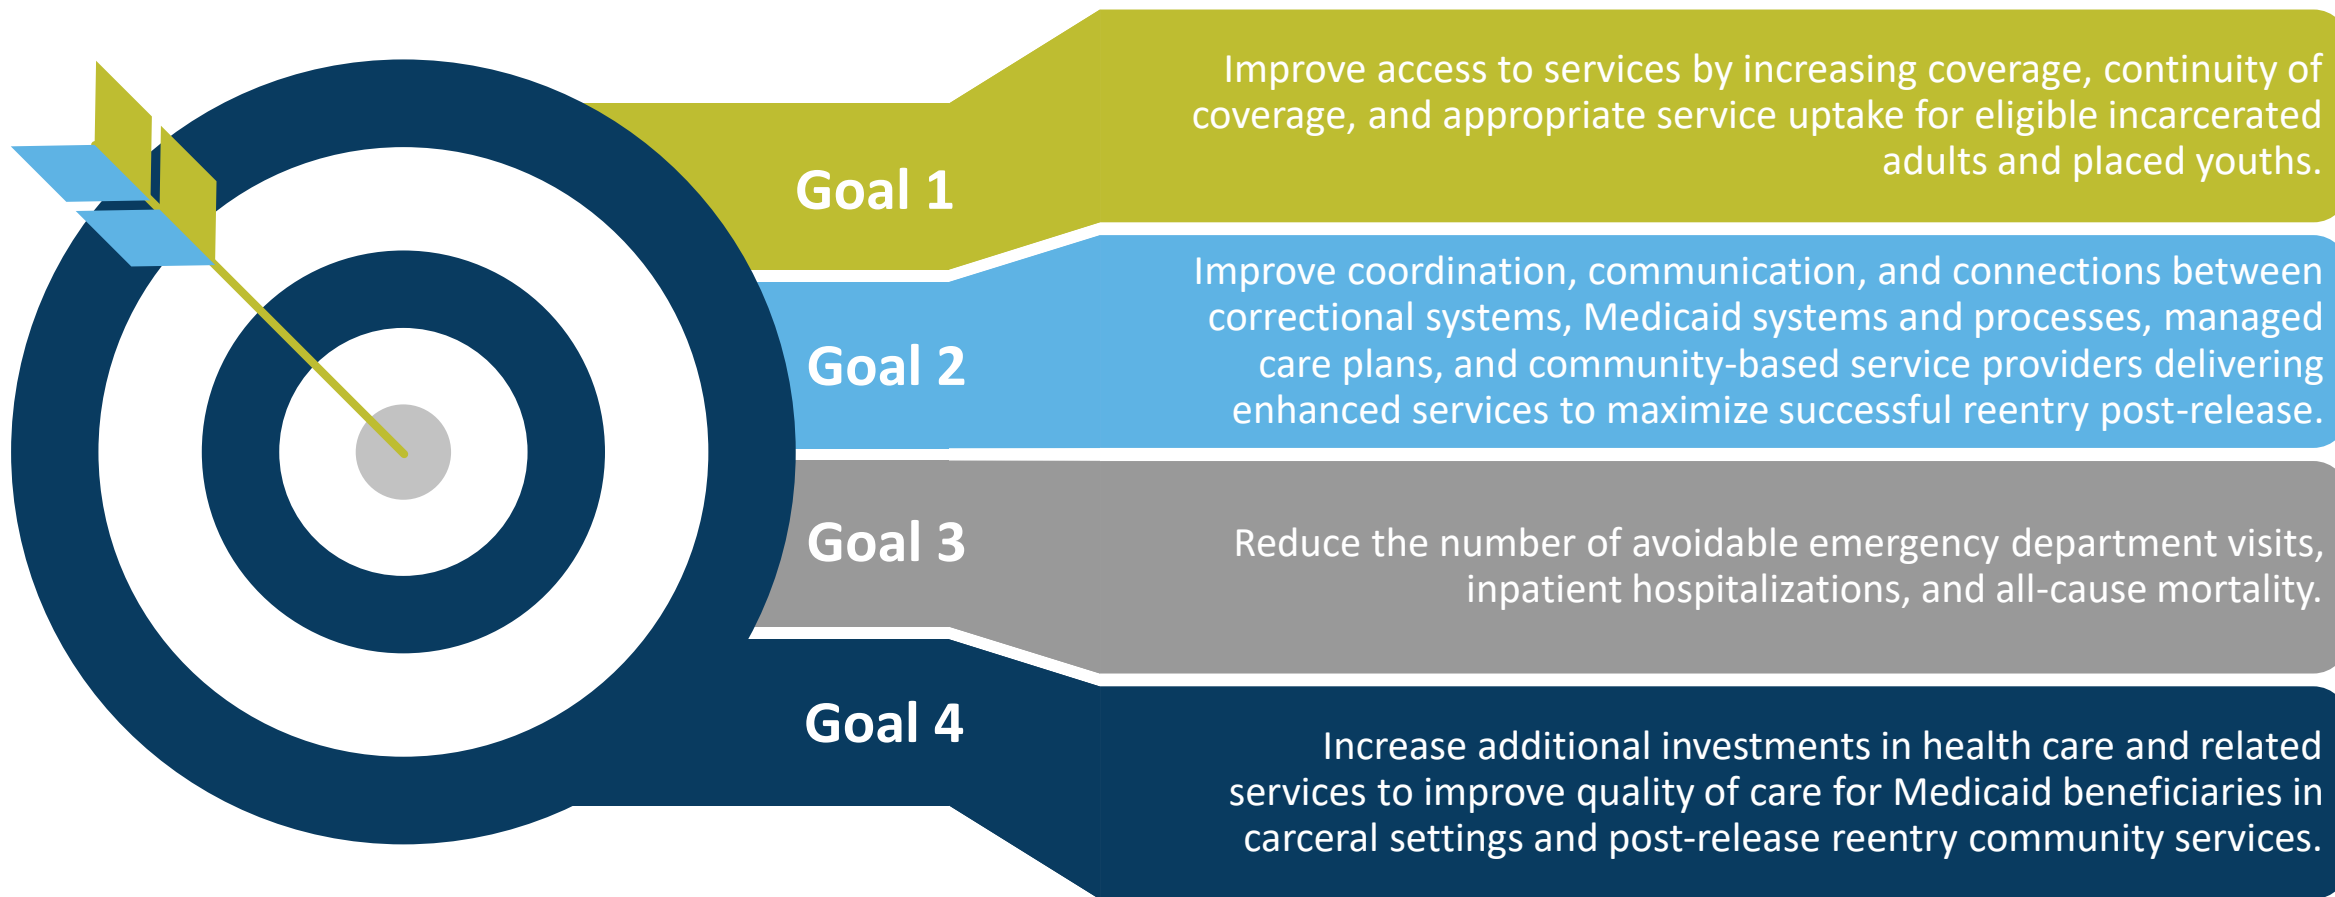 Goal 1
Improve access to services by increasing coverage, continuity of
coverage, and appropriate service uptake for eligible incarcerated
adults and placed youths.
Goal 2
Improve coordination, communication, and connections between
correctional systems, Medicaid systems and processes, managed
care plans, and community-based service providers delivering
enhanced services to maximize successful reentry post-release.
Goal 3
Reduce the number of avoidable emergency department visits,
inpatient hospitalizations, and all-cause mortality.
Goal 4
Increase additional investments in health care and related
services to improve quality of care for Medicaid beneficiaries in
carceral settings and post-release reentry community services.